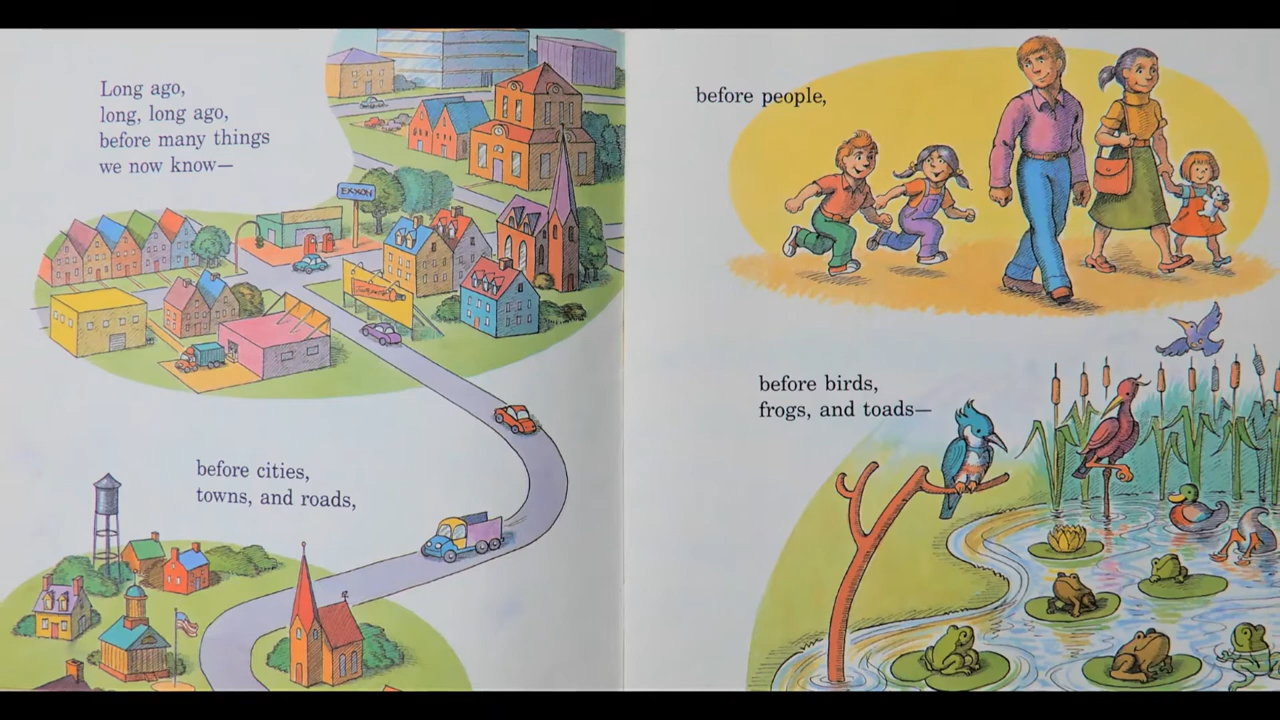 Long ago,
long, long ago,
before many things
we now know—
EXXON
before cities,
towns, and roads,
before people,
before birds,
frogs, and toads—